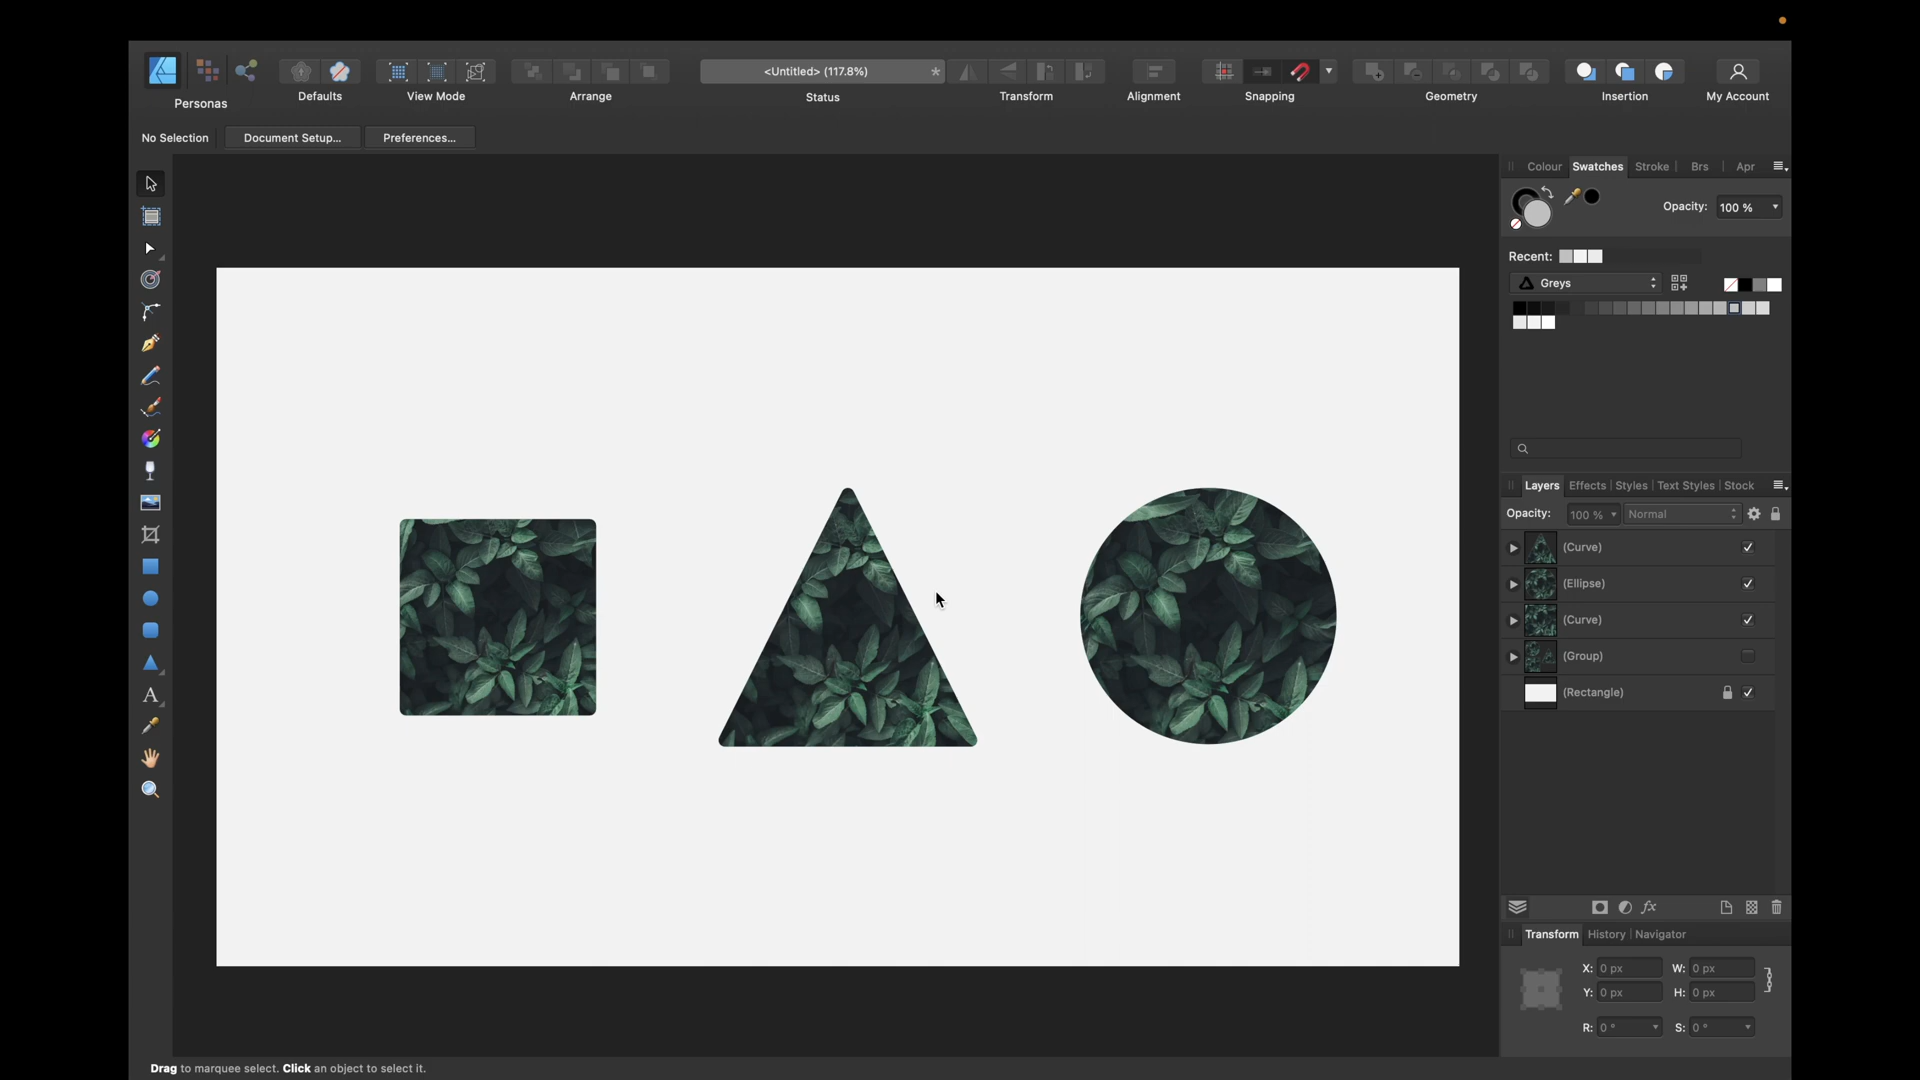 <Untitled> (117.8%) *
Personas
Defaults
View Mode
Arrange
Status
Transform
Alignment
Snapping
Geometry
Insertion
My Account
No Selection
Document Setup...
Preferences...
Colour Swatches Stroke Brs Apr
Opacity: 100 %
Recent:
Greys
Layers Effects Styles Text Styles Stock
Opacity: 100 % Normal
(Curve)
(Ellipse)
(Curve)
(Group)
(Rectangle)
A
fx
Transform History Navigator
X: 0 px W: 0 px
Y: 0 px H: 0 px
R: 0 ° S: 0 °
Drag to marquee select. Click an object to select it.